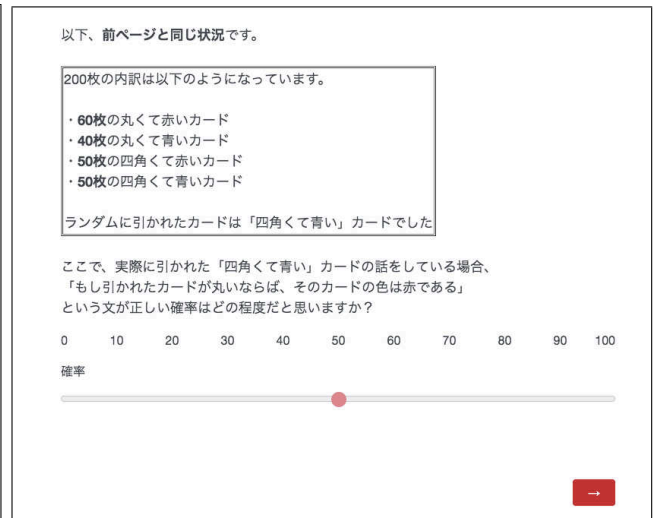 以下、前ページと同じ状況です。
200枚の内訳は以下のようになっています。
・60枚の丸くて赤いカード
・40枚の丸くて青いカード
・50枚の四角くて赤いカード
・50枚の四角くて青いカード
ランダムに引かれたカードは「四角くて青い」カードでした
ここで、実際に引かれた「四角くて青い」カードの話をしている場合、
「もし引かれたカードが丸いならば、そのカードの色は赤である」
という文が正しい確率はどの程度だと思いますか？
0 10 20 30 40 50 60 70 80 90 100
確率
→